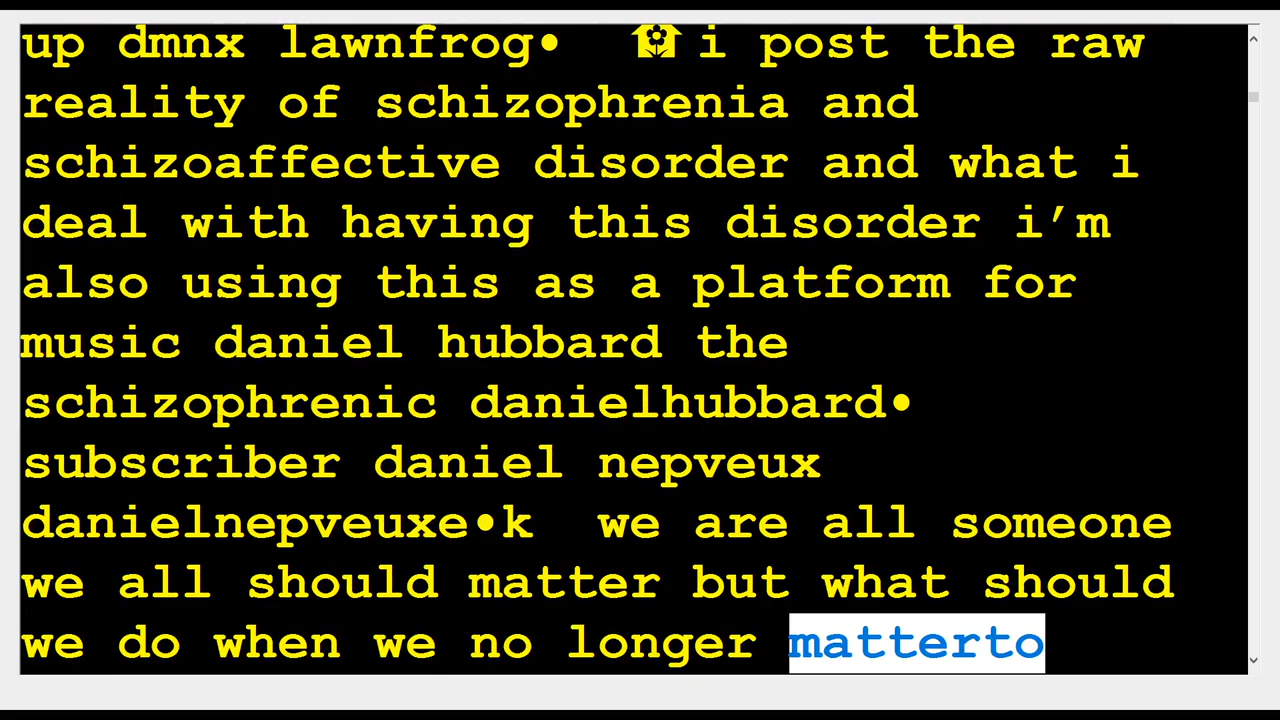 up dmnx lawnfrog• i post the raw
reality of schizophrenia and
schizoaffective disorder and what i
deal with having this disorder i’m
also using this as a platform for
music daniel hubbard the
schizophrenic danielhubbard•
subscriber daniel nepveux
danielnepveuxe•k we are all someone
we all should matter but what should
we do when we no longer matterto